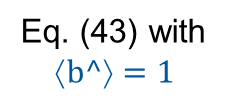 Eq. (43) with
⟨b^⟩ = 1